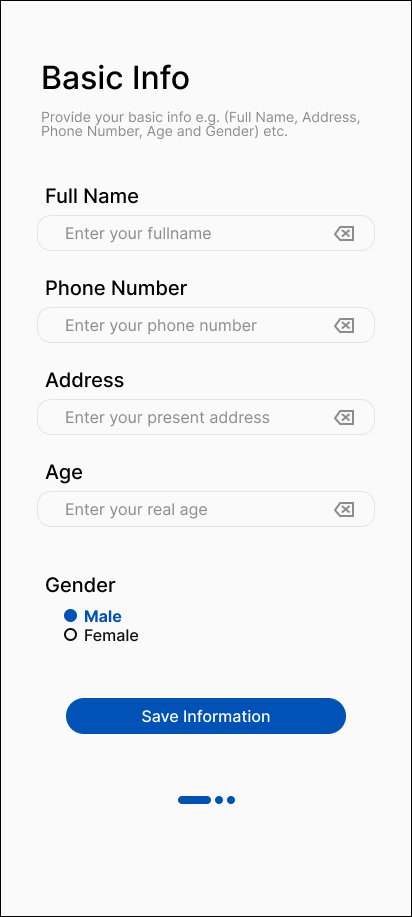 Basic Info
Provide your basic info e.g. (Full Name, Address,
Phone Number, Age and Gender) etc.
Full Name
Enter your fullname
Phone Number
Enter your phone number
Address
Enter your present address
Age
Enter your real age
Gender
Male
Female
Save Information